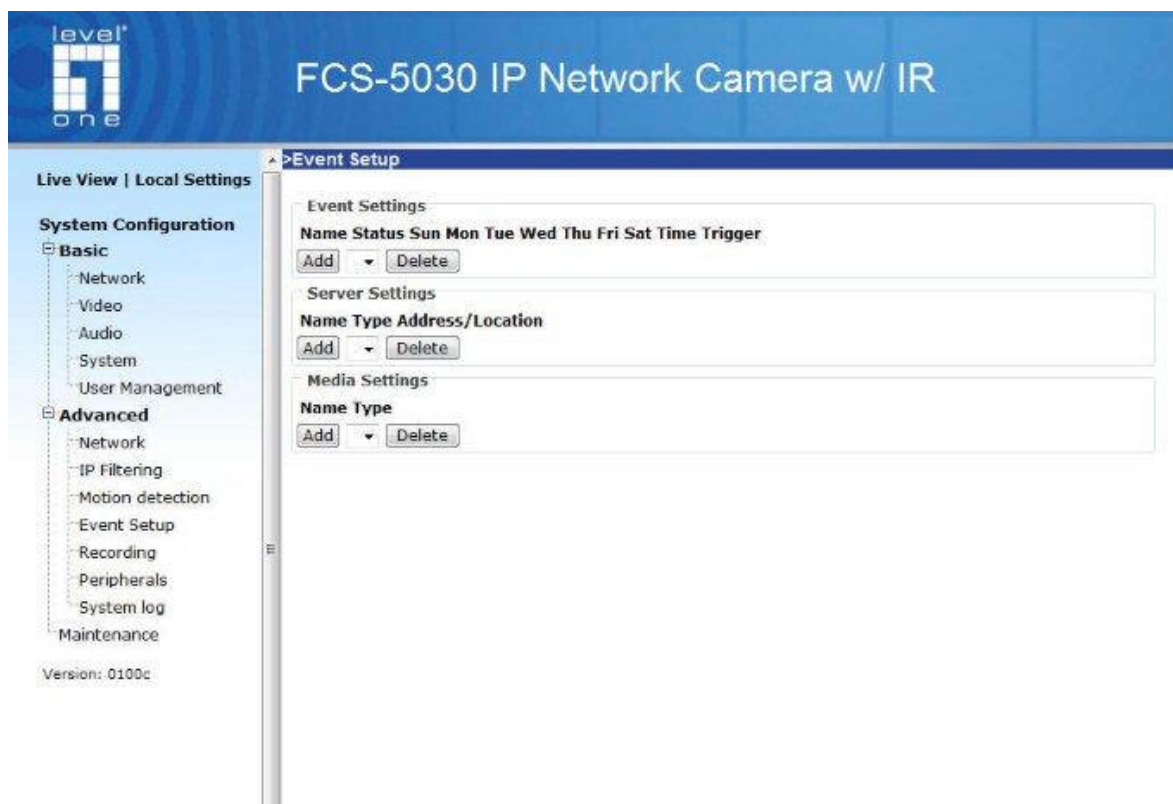 level
one
FCS-5030 IP Network Camera w/ IR
Live View | Local Settings
System Configuration
Basic
Network
Video
Audio
System
User Management
Advanced
Network
IP Filtering
Motion detection
Event Setup
Recording
Peripherals
System log
Maintenance
Version: 0100c
>Event Setup
Event Settings
Name Status Sun Mon Tue Wed Thu Fri Sat Time Trigger
Add Delete
Server Settings
Name Type Address/Location
Add Delete
Media Settings
Name Type
Add Delete